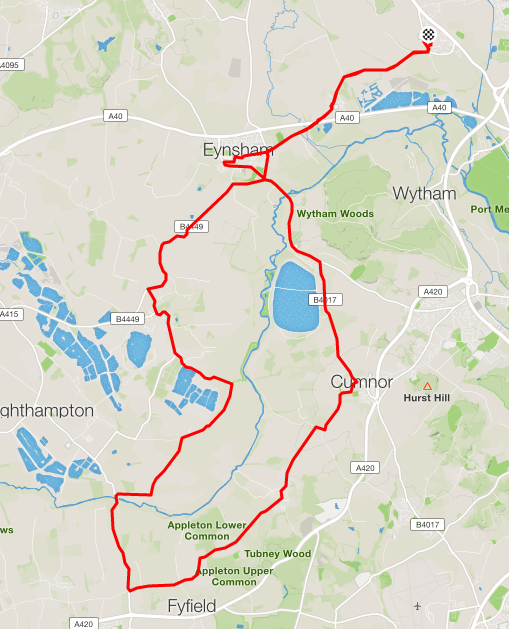 A4095
A40
A40
A40
Eynsham
Wytham
Wytham Woods
Port Me
B4449
A420
B4017
A415
B4449
Cumnor
Hurst Hill
ghthampton
A420
B4017
Appleton Lower
Common
ws
Tubney Wood
Appleton Upper
Common
Fyfield
A420